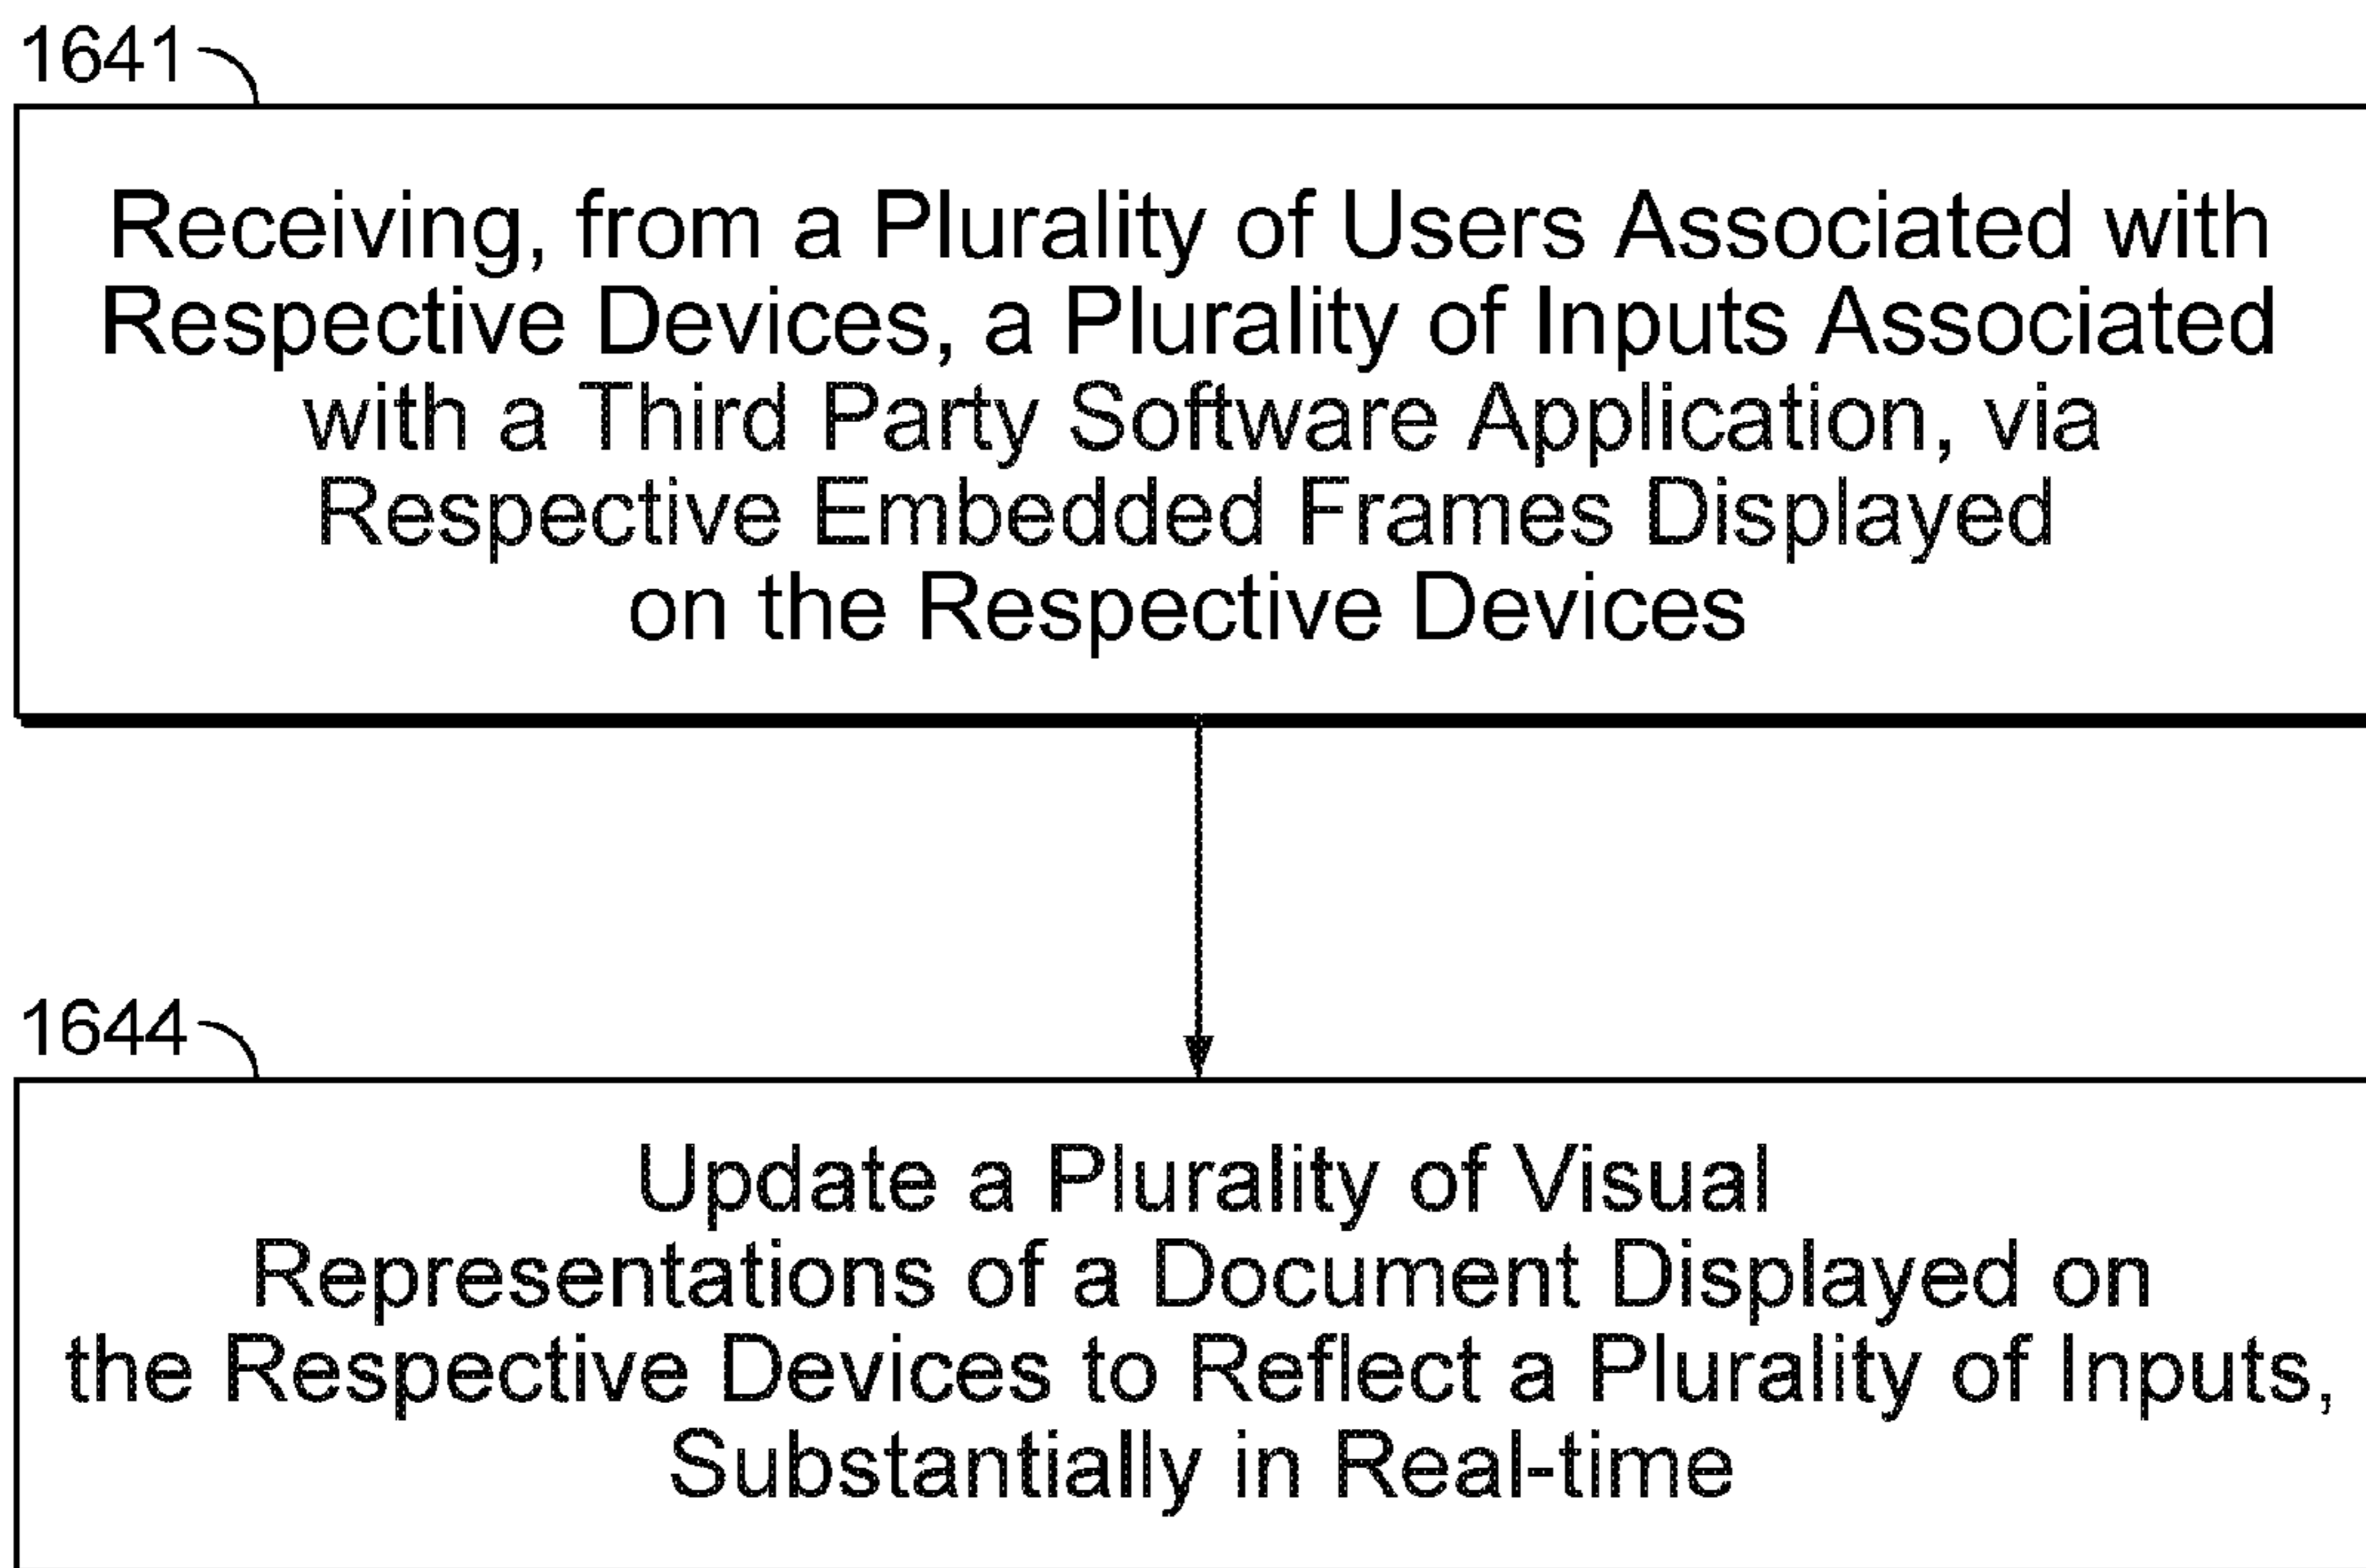 1641
Receiving, from a Plurality of Users Associated with
Respective Devices, a Plurality of Inputs Associated
with a Third Party Software Application, via
Respective Embedded Frames Displayed
on the Respective Devices
1644
Update a Plurality of Visual
Representations of a Document Displayed on
the Respective Devices to Reflect a Plurality of Inputs,
Substantially in Real-time